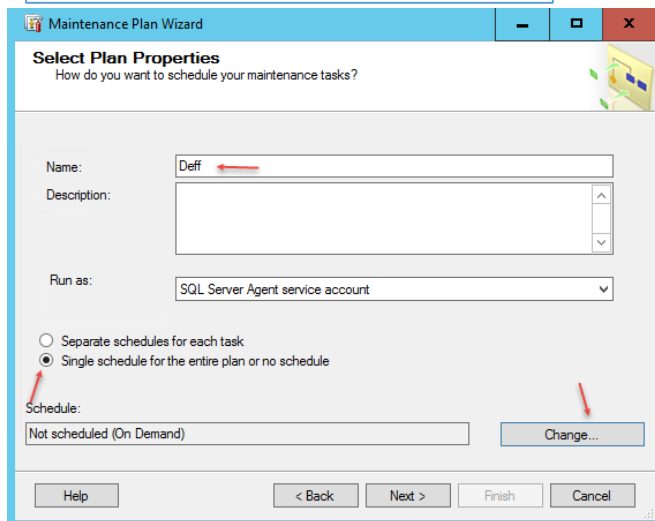 Maintenance Plan Wizard
Select Plan Properties
How do you want to schedule your maintenance tasks?
Name:
Deff
Description:
Run as:
SQL Server Agent service account
Separate schedules for each task
Single schedule for the entire plan or no schedule
Schedule:
Not scheduled (On Demand)
Change...
Help
< Back
Next >
Finish
Cancel